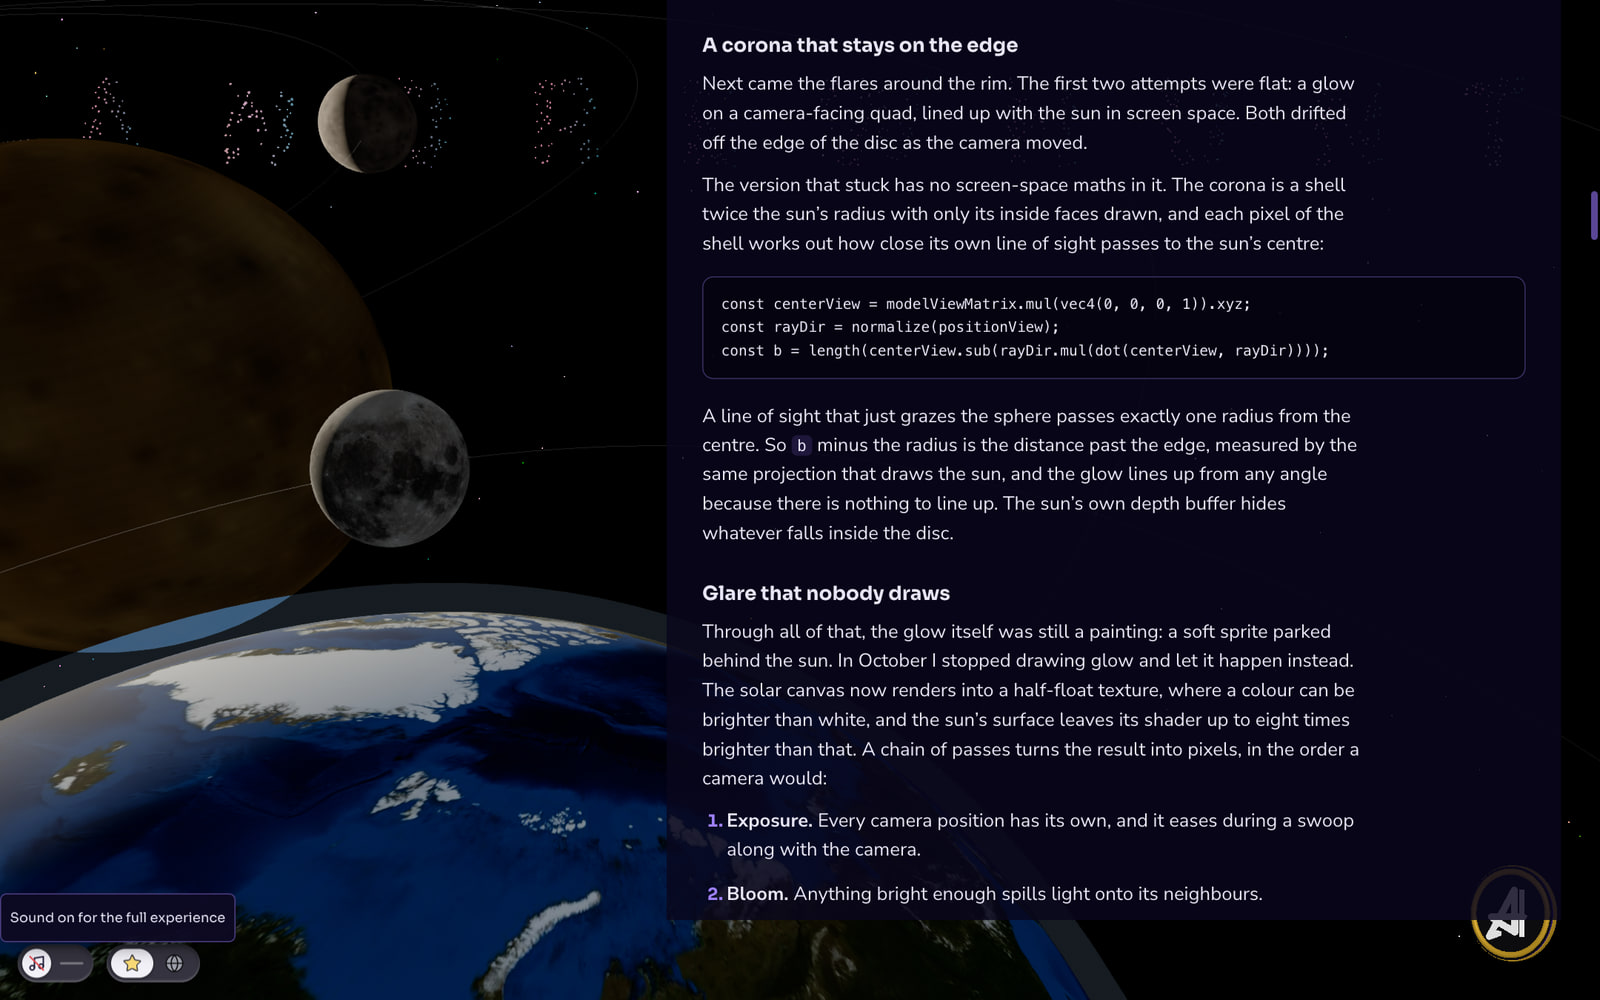 A corona that stays on the edge
Next came the flares around the rim. The first two attempts were flat: a glow
on a camera-facing quad, lined up with the sun in screen space. Both drifted
off the edge of the disc as the camera moved.
The version that stuck has no screen-space maths in it. The corona is a shell
twice the sun’s radius with only its inside faces drawn, and each pixel of the
shell works out how close its own line of sight passes to the sun’s centre:
const centerView = modelViewMatrix.mul(vec4(0, 0, 0, 1)).xyz;
const rayDir = normalize(positionView);
const b = length(centerView.sub(rayDir.mul(dot(centerView, rayDir))));
A line of sight that just grazes the sphere passes exactly one radius from the
centre. So b minus the radius is the distance past the edge, measured by the
same projection that draws the sun, and the glow lines up from any angle
because there is nothing to line up. The sun’s own depth buffer hides
whatever falls inside the disc.
Glare that nobody draws
Through all of that, the glow itself was still a painting: a soft sprite parked
behind the sun. In October I stopped drawing glow and let it happen instead.
The solar canvas now renders into a half-float texture, where a colour can be
brighter than white, and the sun’s surface leaves its shader up to eight times
brighter than that. A chain of passes turns the result into pixels, in the order a
camera would:
1. Exposure. Every camera position has its own, and it eases during a swoop
along with the camera.
2. Bloom. Anything bright enough spills light onto its neighbours.
Sound on for the full experience
AI